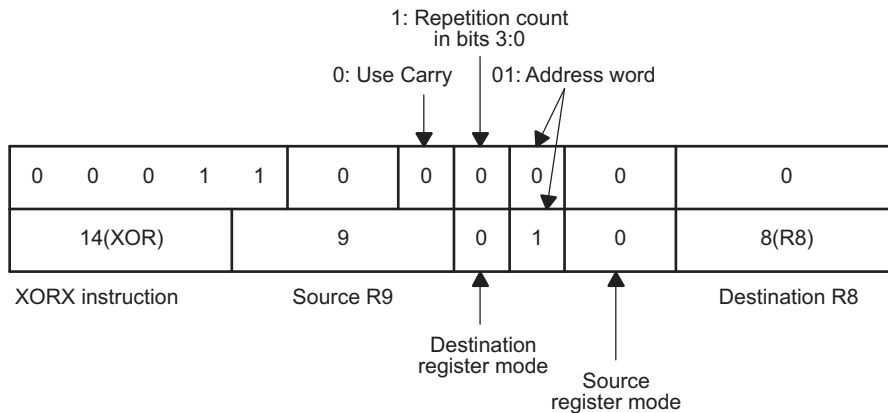 1: Repetition count
in bits 3:0
0: Use Carry 01: Address word
0 0 0 1 1 0 0 0 0 0 0
14(XOR) 9 0 1 0 8(R8)
XORX instruction Source R9 Destination R8
Destination
register mode
Source
register mode